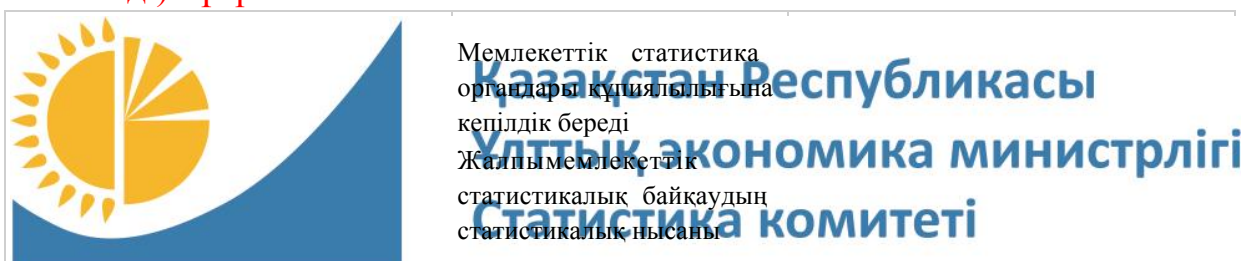 Мемлекеттік статистика
органдары құпиялылығына
кепілдік береді
Жалпымемлекеттік
статистикалық байқаудың
статистикалық нысаны
Қазақстан Республикасы
Ұлттық экономика министрлігі
Статистика комитеті